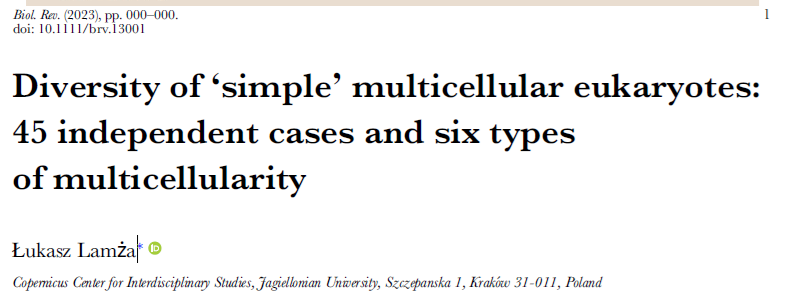 Biol. Rev. (2023), pp. 000–000.
1
doi: 10.1111/brv.13001
Diversity of ‘simple’ multicellular eukaryotes:
45 independent cases and six types
of multicellularity
Łukasz Lamża* iD
Copernicus Center for Interdisciplinary Studies, Jagiellonian University, Szczepanska 1, Kraków 31-011, Poland